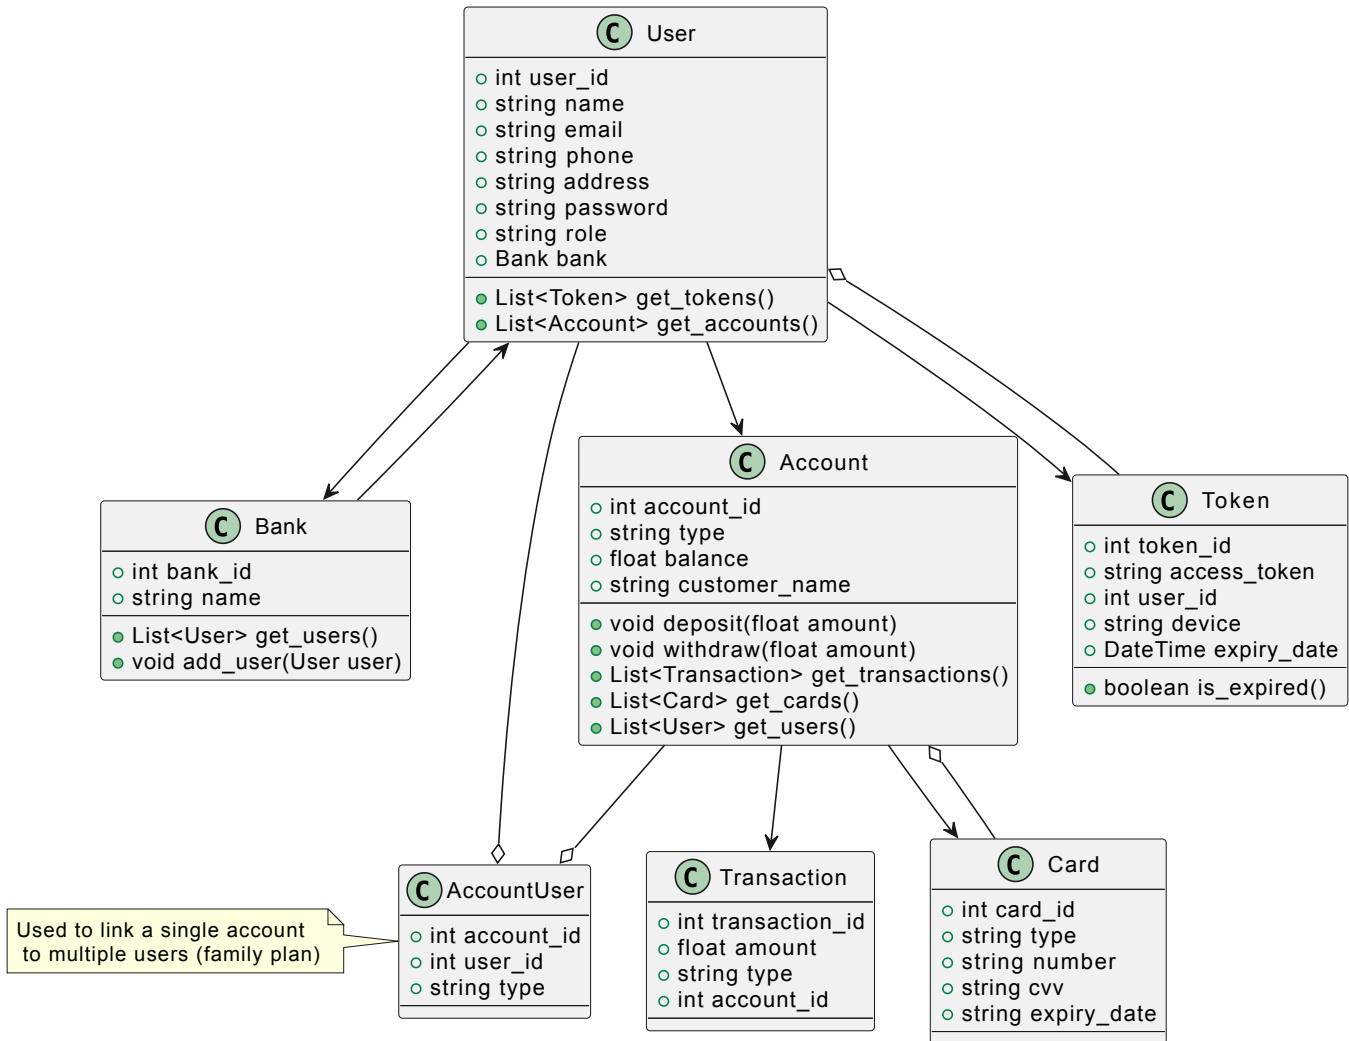 C User
int user_id
string name
string email
string phone
string address
string password
string role
Bank bank
List<Token> get_tokens()
List<Account> get_accounts()
C Bank
int bank_id
string name
List<User> get_users()
void add_user(User user)
C Account
int account_id
string type
float balance
string customer_name
void deposit(float amount)
void withdraw(float amount)
List<Transaction> get_transactions()
List<Card> get_cards()
List<User> get_users()
C Token
int token_id
string access_token
int user_id
string device
DateTime expiry_date
boolean is_expired()
Used to link a single account
to multiple users (family plan)
C AccountUser
int account_id
int user_id
string type
C Transaction
int transaction_id
float amount
string type
int account_id
C Card
int card_id
string type
string number
string cvv
string expiry_date